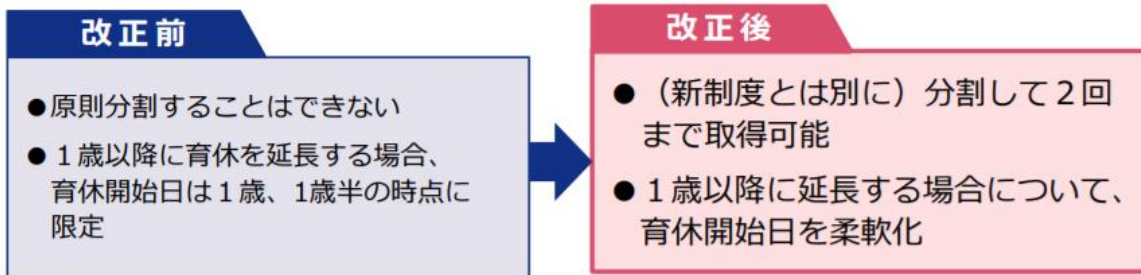 改正前
●原則分割することはできない
●１歳以降に育休を延長する場合、
育休開始日は１歳、1歳半の時点に
限定
改正後
●（新制度とは別に）分割して２回
まで取得可能
●１歳以降に延長する場合について、
育休開始日を柔軟化